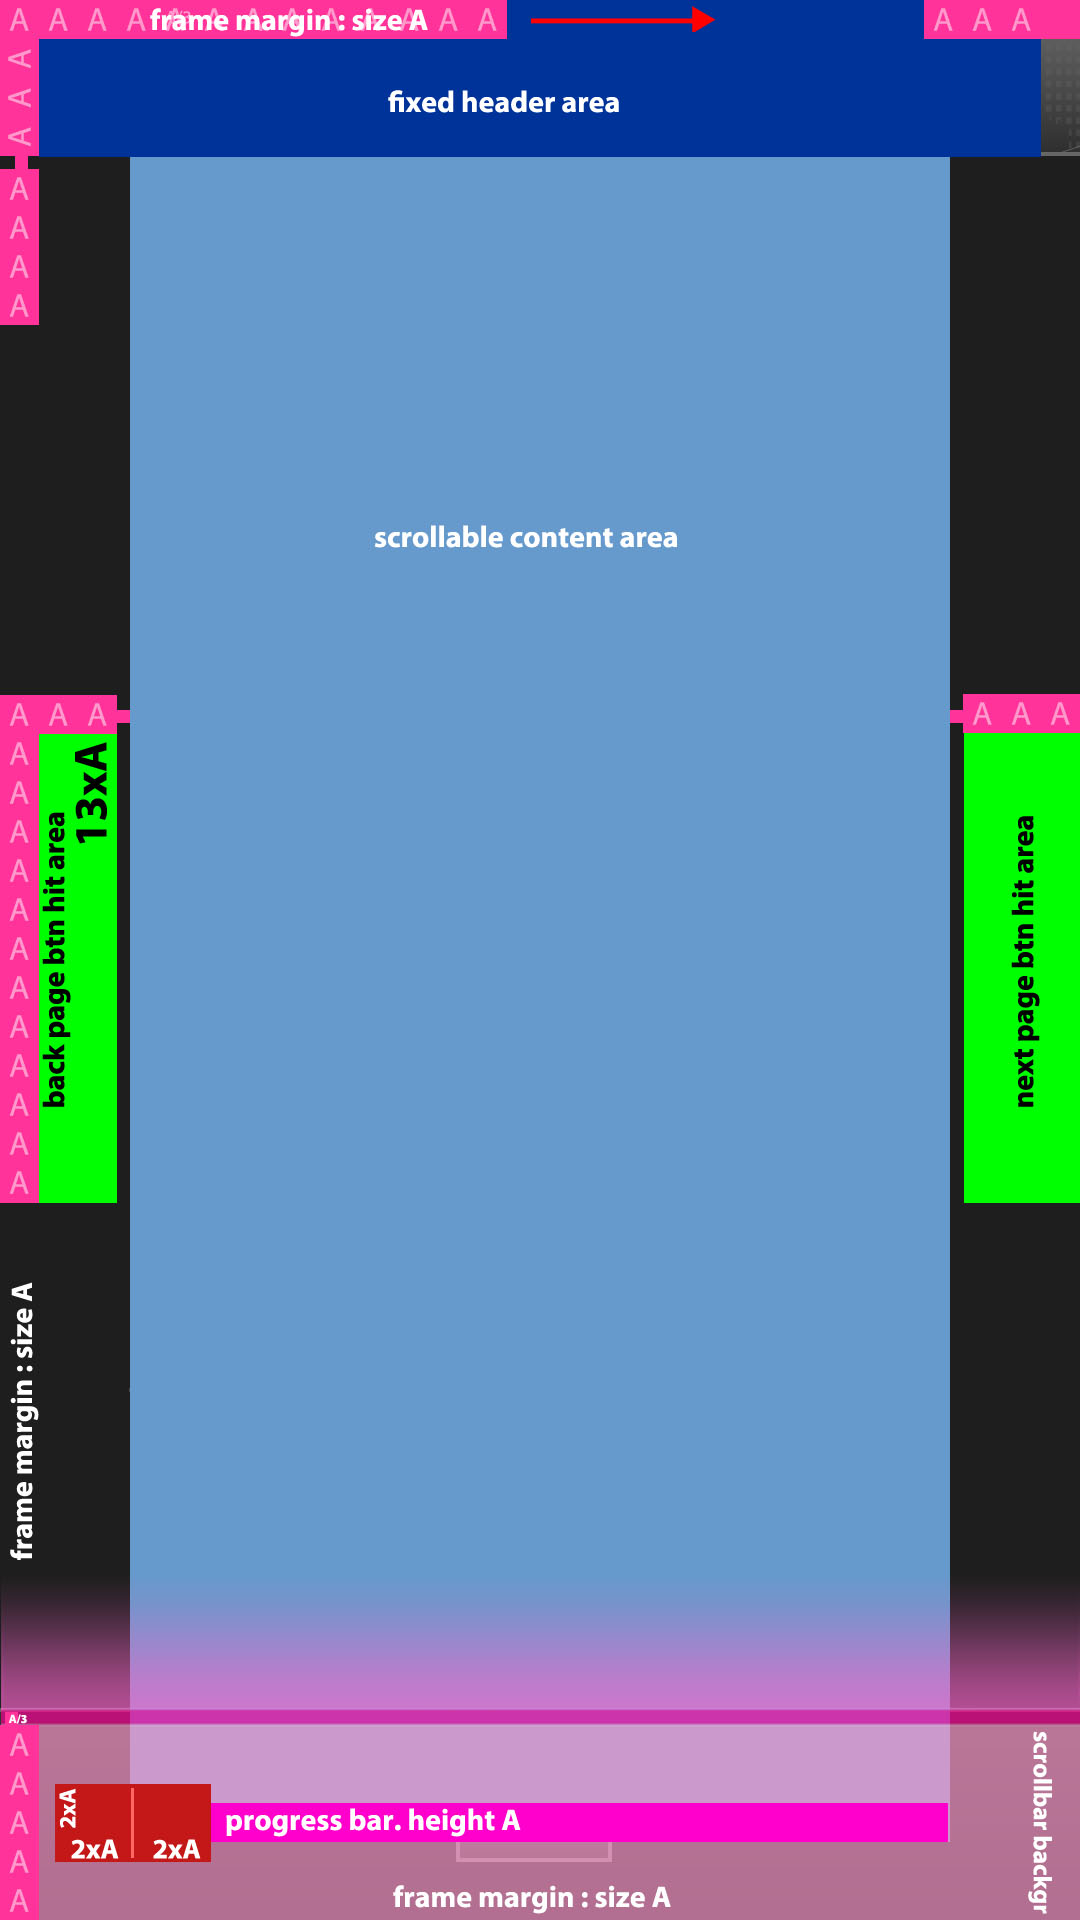 A A A A A A A A A A A A A
frame margin : size A
A A A
A
A
A
fixed header area
A
A
A
A
scrollable content area
A A A
A A A
A
A
A
A
A
A
A
A
A
A
A
A
13xA
back page btn hit area
next page btn hit area
frame margin : size A
A/3
A
A
A
A
A
2xA
2xA
2xA
progress bar. height A
scrollbar backgr
frame margin : size A